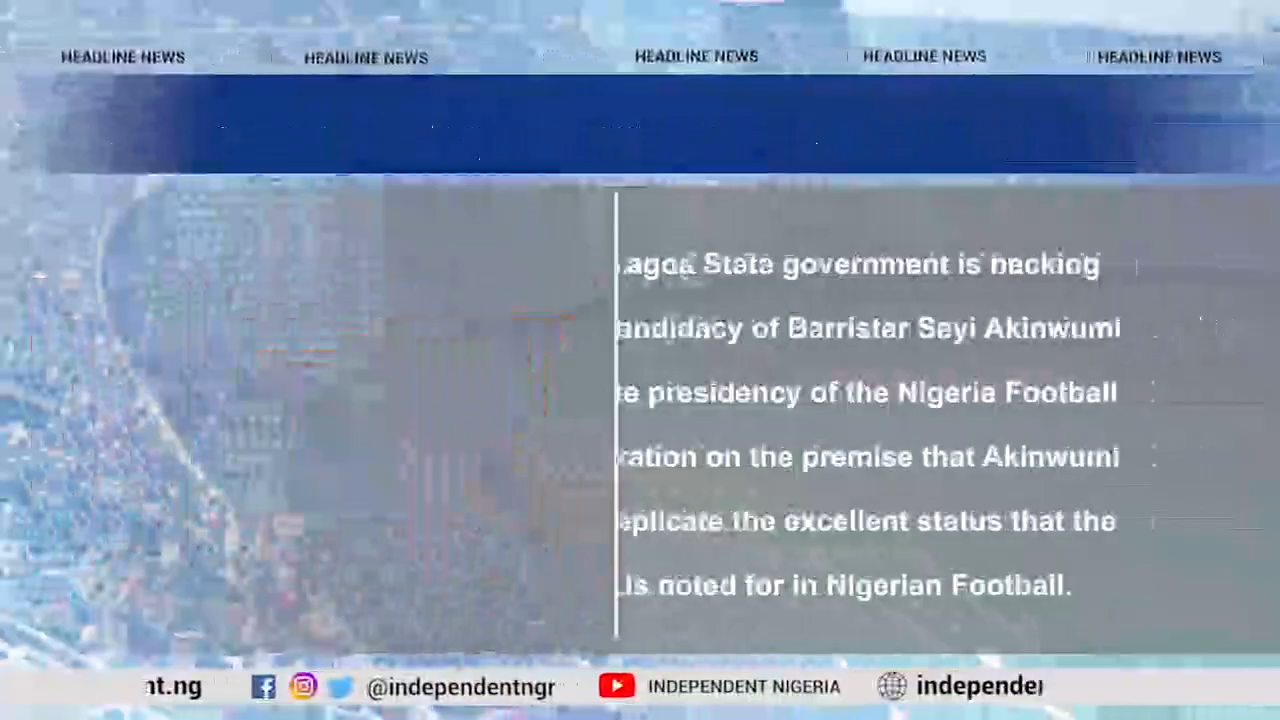 HEADLINE NEWS HEADLINE NEWS HEADLINE NEWS HEADLINE NEWS HEADLINE NEWS
State government is backing
andidacy of Barrister Seyi Akinwumi
presidency of the Nigeria Football
ration on the premise that Akinwumi
eplicate the excellent status that the
is noted for in Nigerian Football.
nt.ng @independentngr INDEPENDENT NIGERIA independe